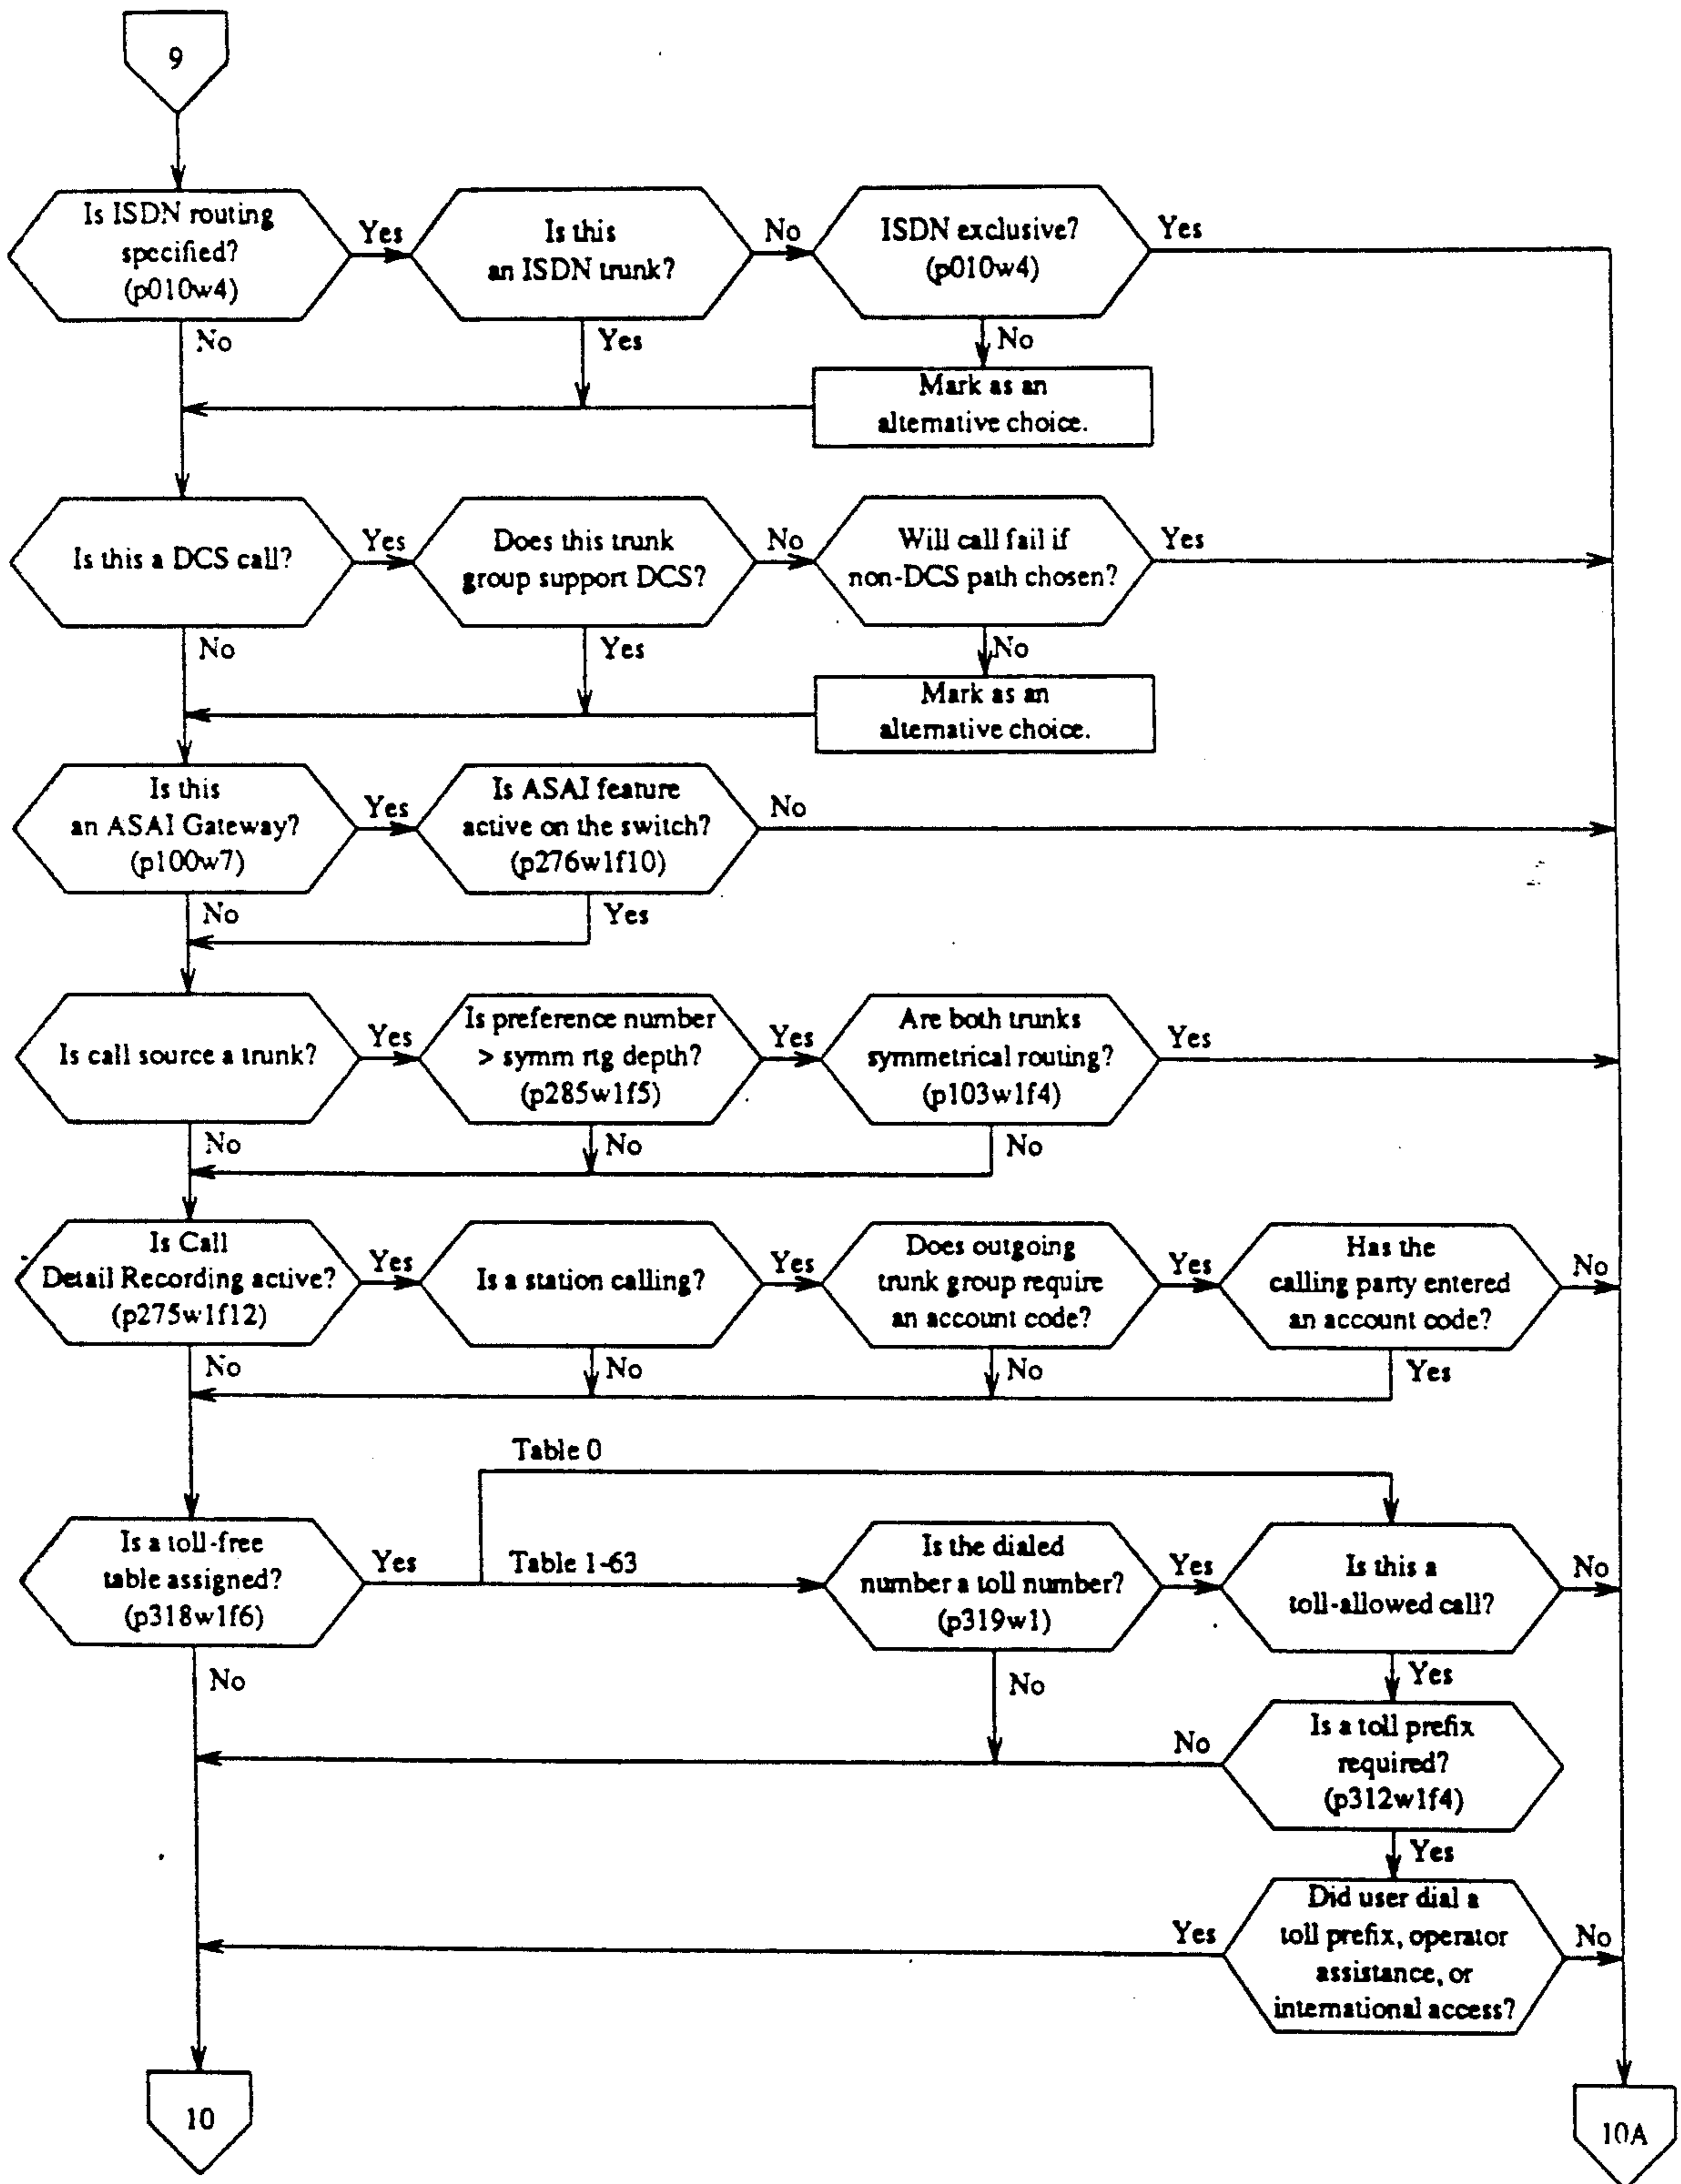 9
Is ISDN routing
specified?
(p010w4)
Yes
Is this
an ISDN trunk?
No
ISDN exclusive?
(p010w4)
Yes
No
Yes
No
Mark as an
alternative choice.
Is this a DCS call?
Yes
Does this trunk
group support DCS?
No
Will call fail if
non-DCS path chosen?
Yes
No
Yes
No
Mark as an
alternative choice.
Is this
an ASAI Gateway?
(p100w7)
Yes
Is ASAI feature
active on the switch?
(p276w1f10)
No
No
Yes
Is call source a trunk?
Yes
Is preference number
> symm rtg depth?
(p285w1f5)
Yes
Are both trunks
symmetrical routing?
(p103w1f4)
Yes
No
No
No
Is Call
Detail Recording active?
(p275w1f12)
Yes
Is a station calling?
Yes
Does outgoing
trunk group require
an account code?
Yes
Has the
calling party entered
an account code?
No
No
No
No
Yes
Table 0
Is a toll-free
table assigned?
(p318w1f6)
Yes
Table 1-63
Is the dialed
number a toll number?
(p319w1)
Yes
Is this a
toll-allowed call?
No
No
No
Yes
Is a toll prefix
required?
(p312w1f4)
No
Yes
Did user dial a
toll prefix, operator
assistance, or
international access?
Yes
No
10
10A